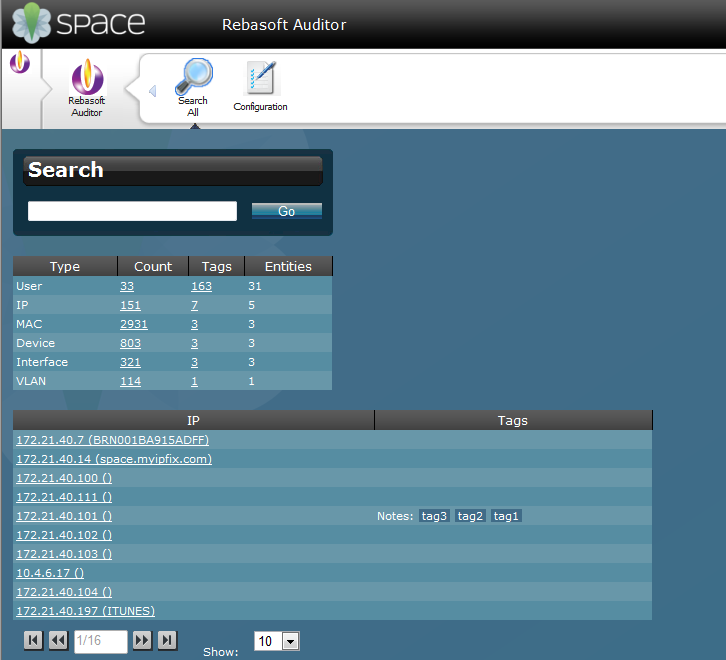 space
Rebasoft Auditor
Rebasoft
Auditor
Search
All
Configuration
Search
Go
Type Count Tags Entities
User 33 163 31
IP 151 7 5
MAC 2931 3 3
Device 803 3 3
Interface 321 3 3
VLAN 114 1 1
IP Tags
172.21.40.7 (BRN001BA915ADFF)
172.21.40.14 (space.myipfix.com)
172.21.40.100 ()
172.21.40.111 ()
172.21.40.101 () Notes: tag3 tag2 tag1
172.21.40.102 ()
172.21.40.103 ()
10.4.6.17 ()
172.21.40.104 ()
172.21.40.197 (ITUNES)
1/16 Show: 10